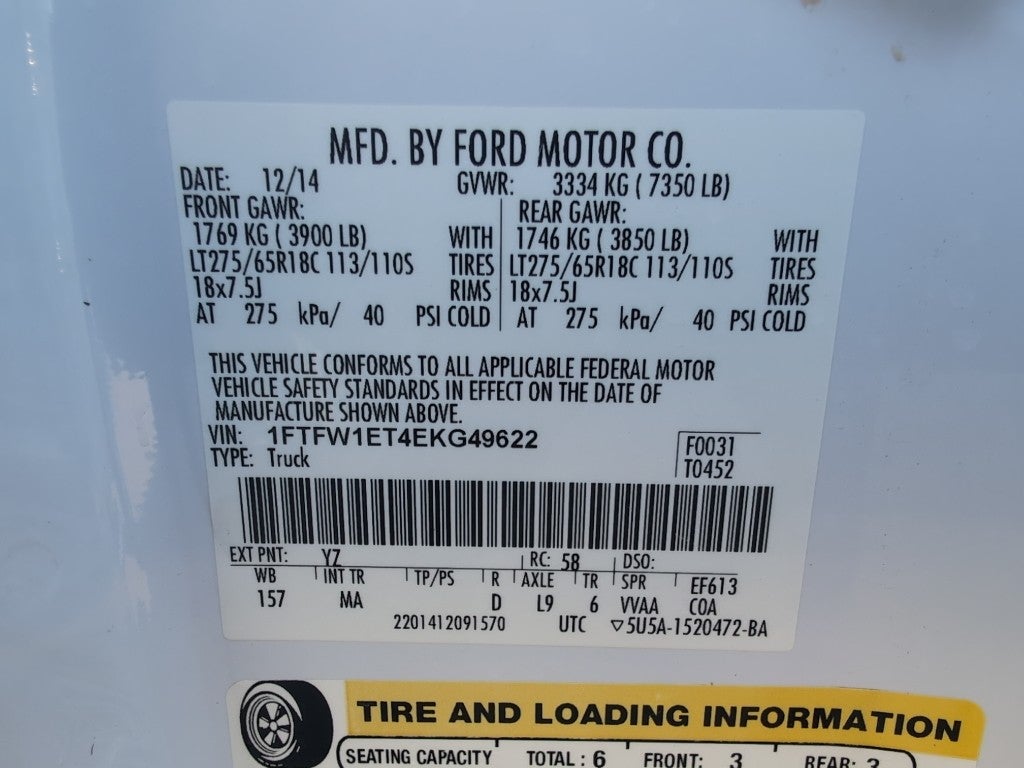 MFD. BY FORD MOTOR CO.
DATE: 12/14 GVWR: 3334 KG ( 7350 LB)
FRONT GAWR: REAR GAWR:
1769 KG ( 3900 LB) WITH 1746 KG ( 3850 LB) WITH
LT275/65R18C 113/110S TIRES LT275/65R18C 113/110S TIRES
18x7.5J RIMS 18x7.5J RIMS
AT 275 kPa/ 40 PSI COLD AT 275 kPa/ 40 PSI COLD
THIS VEHICLE CONFORMS TO ALL APPLICABLE FEDERAL MOTOR
VEHICLE SAFETY STANDARDS IN EFFECT ON THE DATE OF
MANUFACTURE SHOWN ABOVE.
VIN: 1FTFW1ET4EKG49622 F0031
TYPE: Truck T0452
EXT PNT: YZ RC: 58 DSO:
WB INT TR TP/PS R AXLE TR SPR EF613
157 MA D L9 6 VVAA COA
2201412091570 UTC ▽5U5A-1520472-BA
TIRE AND LOADING INFORMATION
SEATING CAPACITY TOTAL : 6 FRONT: 3 REAR: 3